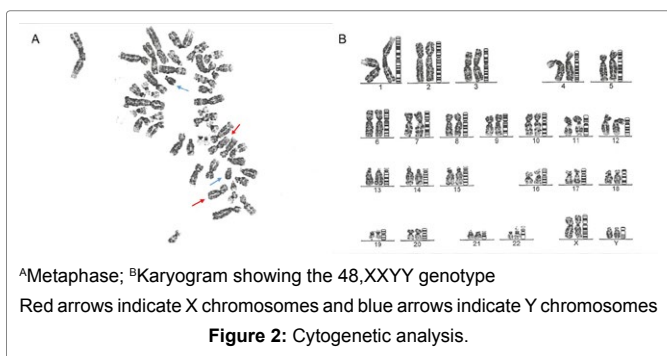 A
B
1 2 3 4 5
6 7 8 9 10 11 12
13 14 15 16 17 18
19 20 21 22 X Y
ᴬMetaphase; ᴮKaryogram showing the 48,XXYY genotype
Red arrows indicate X chromosomes and blue arrows indicate Y chromosomes
Figure 2: Cytogenetic analysis.